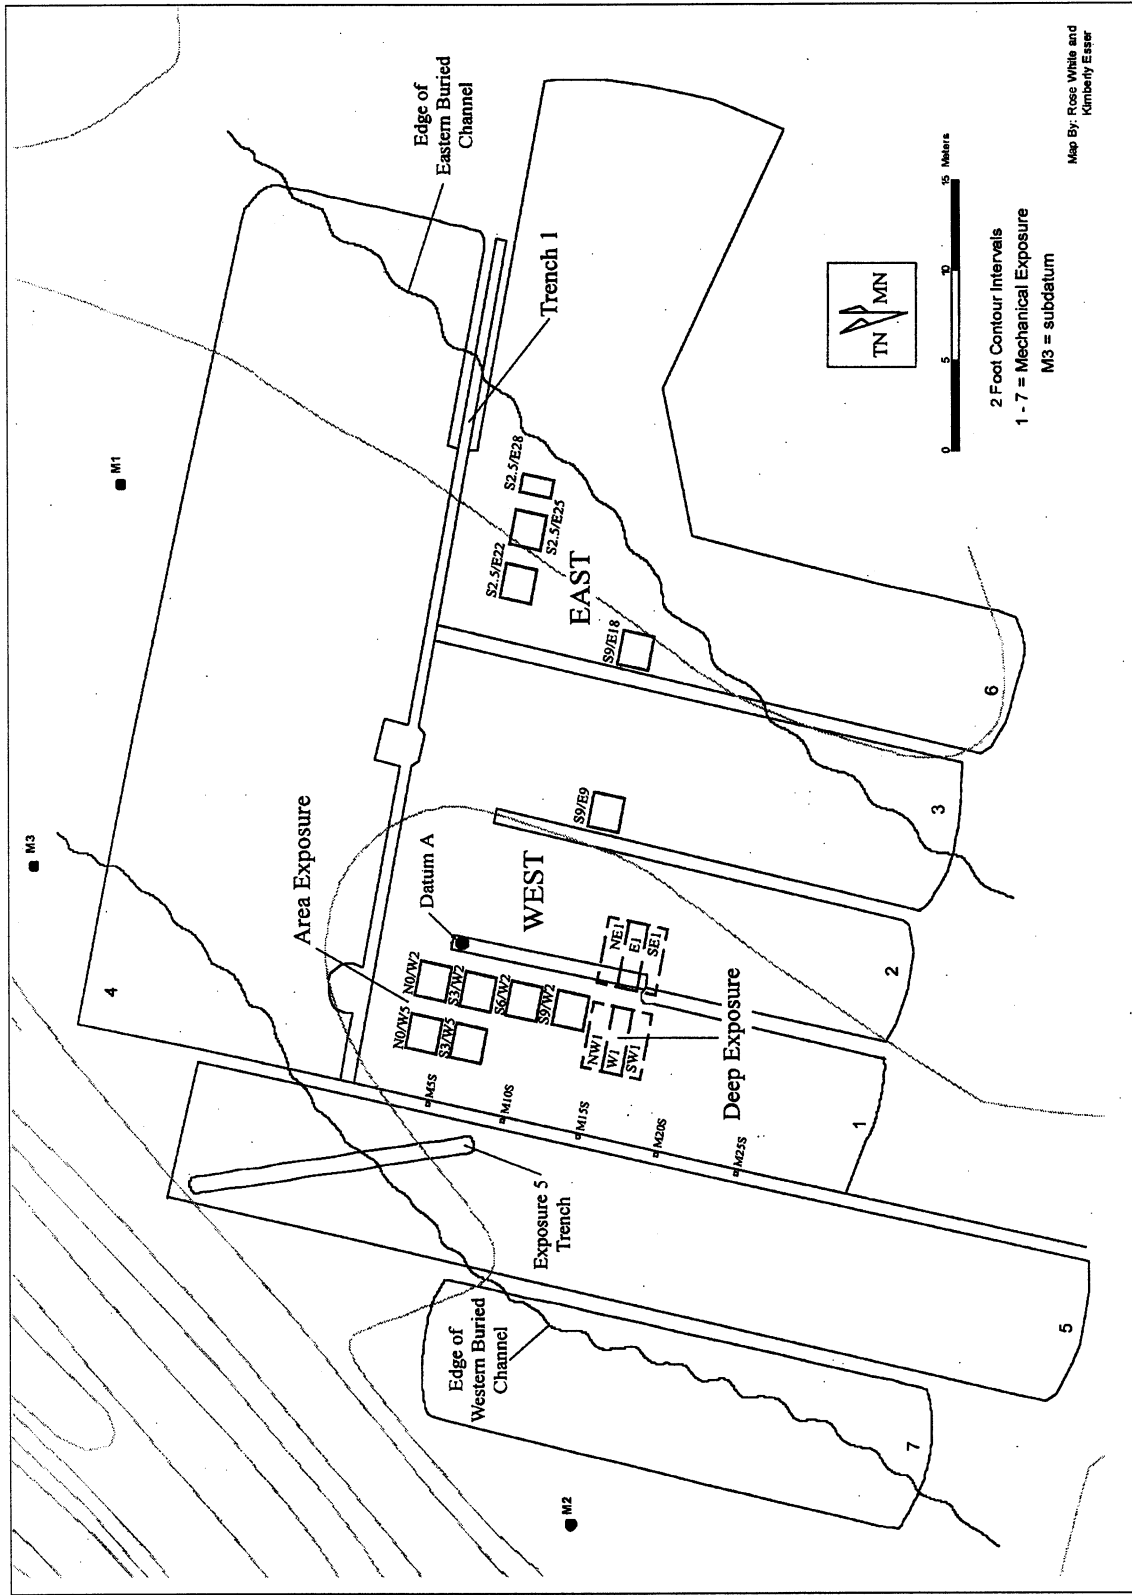 M3
M1
M2
4
Edge of
Eastern Buried
Channel
Trench 1
Area Exposure
Datum A
WEST
EAST
N0/W5
N0/W2
S3/W5
S3/W2
S6/W2
S9/W2
S2.5/E22
S2.5/E25
S2.5/E28
S9/E18
S9/E9
NW1
W1
SW1
NE1
E1
SE1
Deep Exposure
M5S
M10S
M15S
M20S
M25S
Exposure 5
Trench
Edge of
Western Buried
Channel
7
5
1
2
3
6
TN MN
0 5 10 15 Meters
2 Foot Contour Intervals
1 - 7 = Mechanical Exposure
M3 = subdatum
Map By: Rose White and
Kimberly Esser